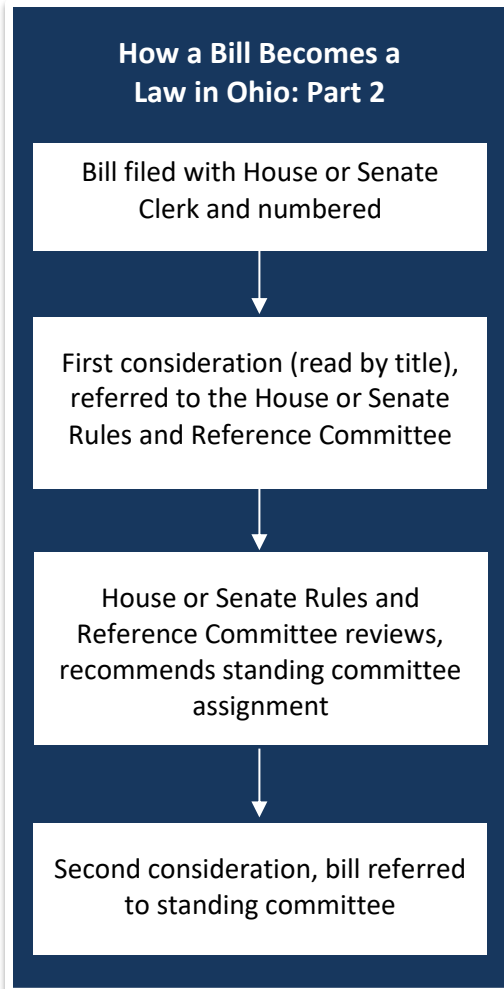 How a Bill Becomes a
Law in Ohio: Part 2
Bill filed with House or Senate
Clerk and numbered
First consideration (read by title),
referred to the House or Senate
Rules and Reference Committee
House or Senate Rules and
Reference Committee reviews,
recommends standing committee
assignment
Second consideration, bill referred
to standing committee